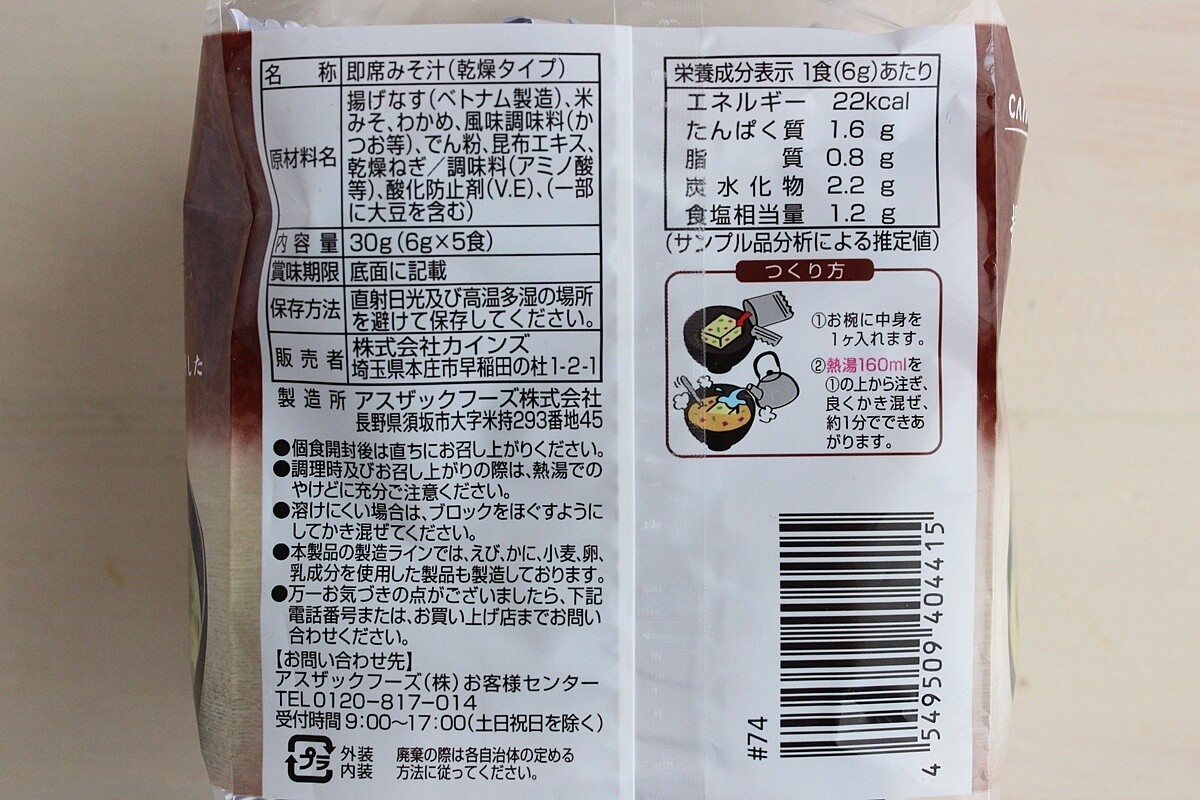 名 称 即席みそ汁(乾燥タイプ)
原材料名
揚げなす(ベトナム製造)、米
みそ、わかめ、風味調味料(か
つお等)、でん粉、昆布エキス、
乾燥ねぎ/調味料(アミノ酸
等)、酸化防止剤(V.E)、(一部
に大豆を含む)
内容量 30g(6g×5食)
賞味期限 底面に記載
保存方法
直射日光及び高温多湿の場所
を避けて保存してください。
販売者
株式会社カインズ
埼玉県本庄市早稲田の杜1-2-1
製造所 アスザックフーズ株式会社
長野県須坂市大字米持293番地45
●個食開封後は直ちにお召し上がりください。
●調理時及びお召し上がりの際は、熱湯での
やけどに充分ご注意ください。
●溶けにくい場合は、ブロックをほぐすように
してかき混ぜてください。
●本製品の製造ラインでは、えび、かに、小麦、卵、
乳成分を使用した製品も製造しております。
●万一お気づきの点がございましたら、下記
電話番号または、お買い上げ店までお問い
合わせください。
【お問い合わせ先】
アスザックフーズ(株)お客様センター
TEL0120-817-014
受付時間9:00〜17:00(土日祝日を除く)
プラ
外装
内装
廃棄の際は各自治体の定める
方法に従ってください。
栄養成分表示 1食(6g)あたり
エネルギー 22kcal
たんぱく質 1.6 g
脂質 0.8 g
炭水化物 2.2 g
食塩相当量 1.2 g
(サンプル品分析による推定値)
つくり方
①お椀に中身を
1ヶ入れます。
②熱湯160mlを
①の上から注ぎ、
良くかき混ぜ、
約1分でできあ
がります。
#74
4 549509 404415
した